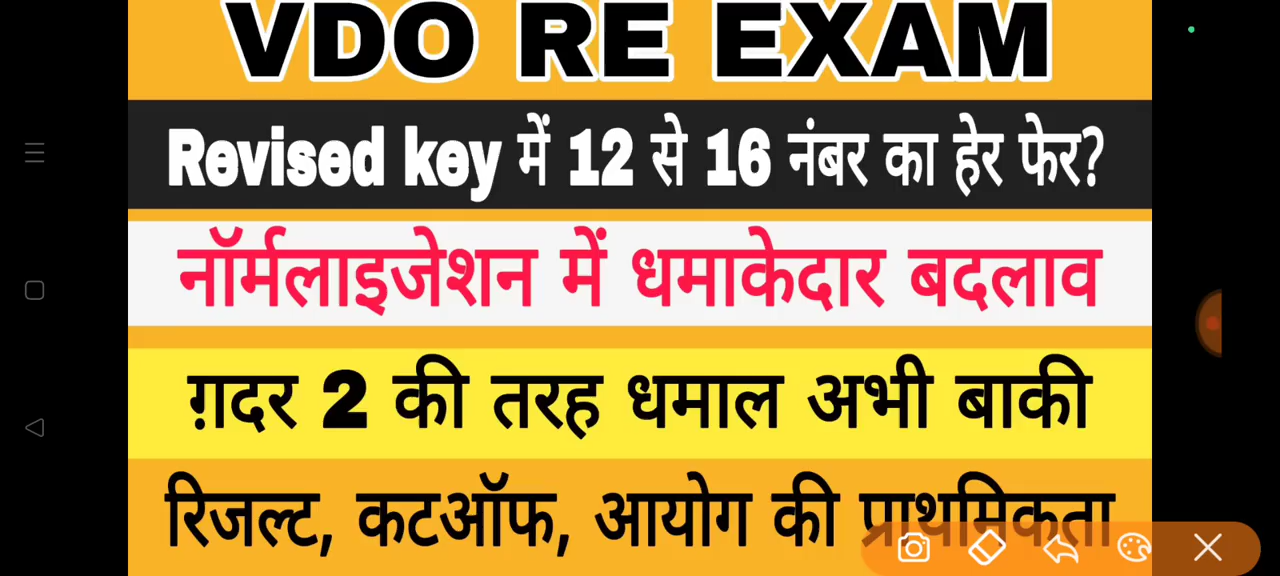 VDO RE EXAM
Revised key में 12 से 16 नंबर का हेर फेर?
नॉर्मलाइजेशन में धमाकेदार बदलाव
ग़दर 2 की तरह धमाल अभी बाकी
रिजल्ट, कटऑफ, आयोग की प्राथमिकता